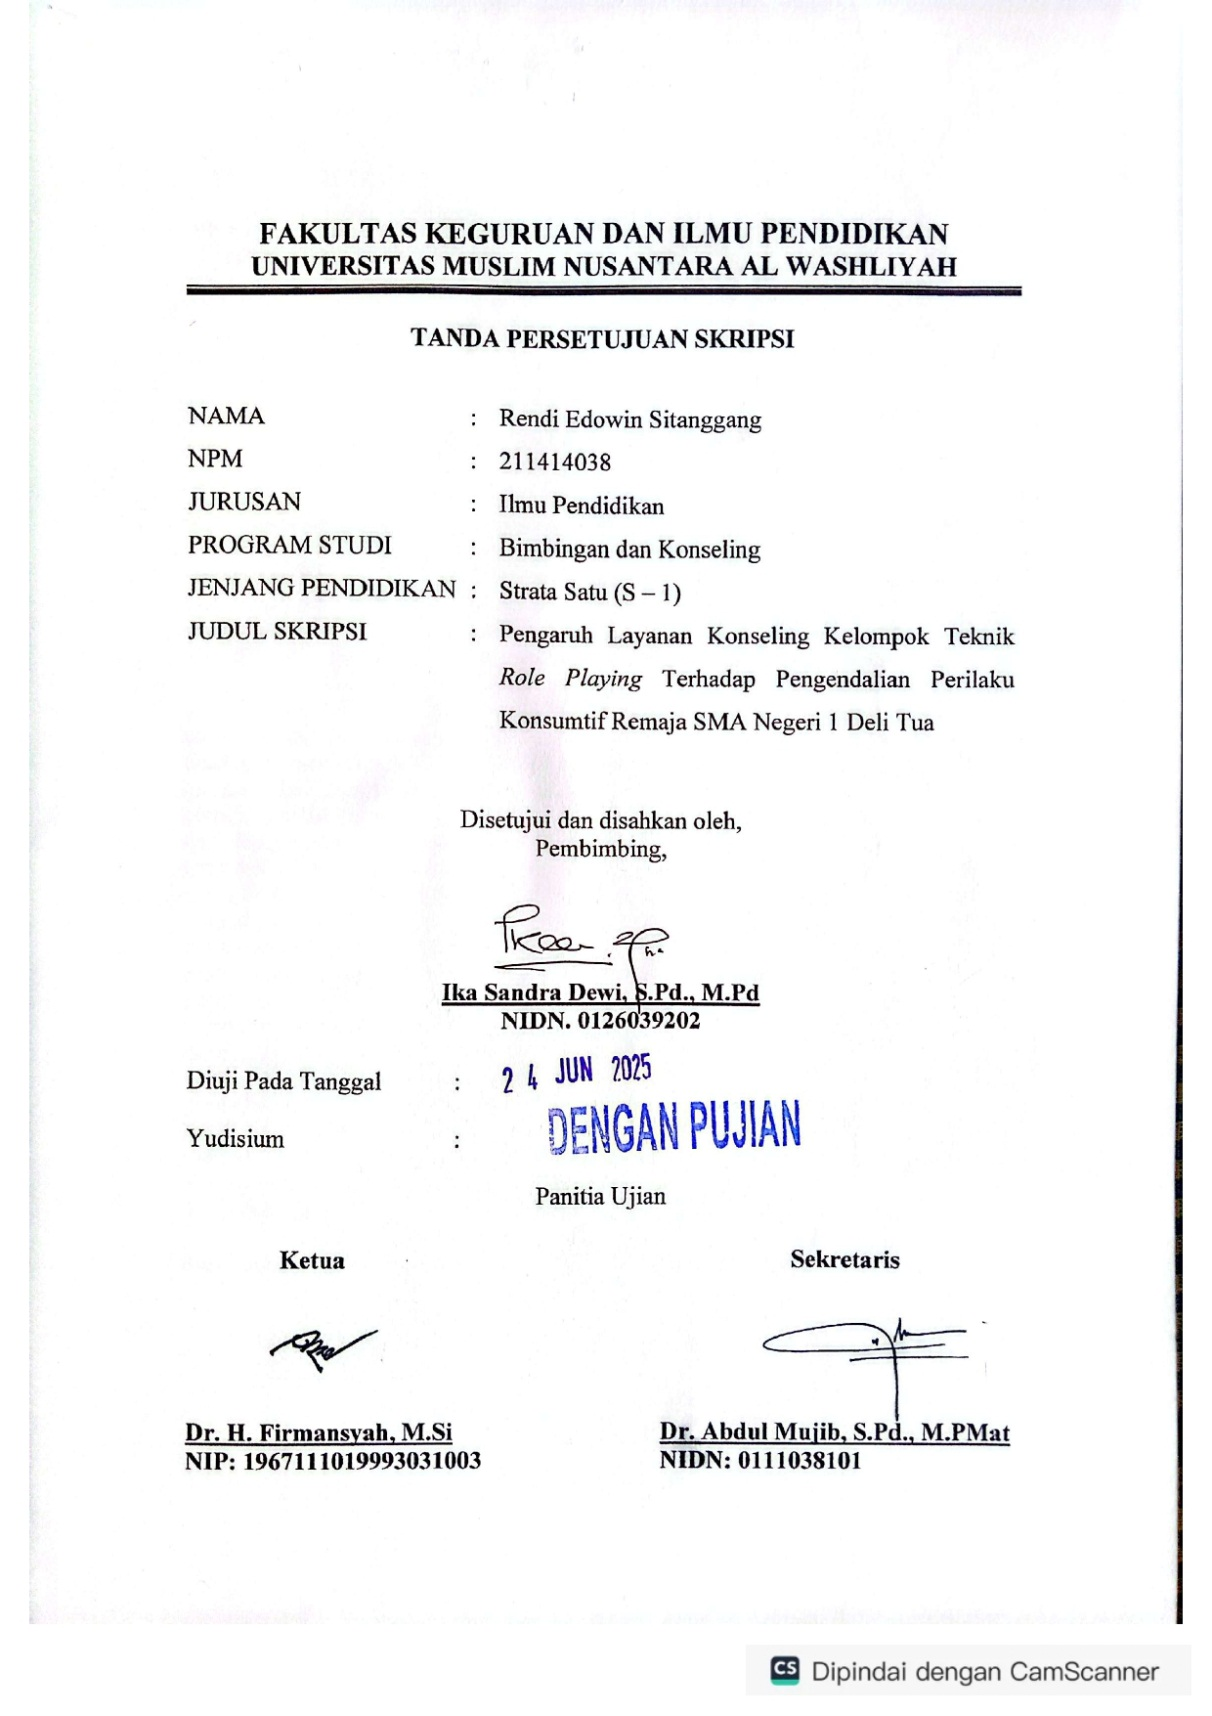 FAKULTAS KEGURUAN DAN ILMU PENDIDIKAN
UNIVERSITAS MUSLIM NUSANTARA AL WASHLIYAH
TANDA PERSETUJUAN SKRIPSI
NAMA : Rendi Edowin Sitanggang
NPM : 211414038
JURUSAN : Ilmu Pendidikan
PROGRAM STUDI : Bimbingan dan Konseling
JENJANG PENDIDIKAN : Strata Satu (S – 1)
JUDUL SKRIPSI : Pengaruh Layanan Konseling Kelompok Teknik
Role Playing Terhadap Pengendalian Perilaku
Konsumtif Remaja SMA Negeri 1 Deli Tua
Disetujui dan disahkan oleh,
Pembimbing,
Ika Sandra Dewi, S.Pd., M.Pd
NIDN. 0126039202
Diuji Pada Tanggal : 24 JUN 2025
Yudisium : DENGAN PUJIAN
Panitia Ujian
Ketua Sekretaris
Dr. H. Firmansyah, M.Si Dr. Abdul Mujib, S.Pd., M.PMat
NIP: 1967111019993031003 NIDN: 0111038101
CS Dipindai dengan CamScanner